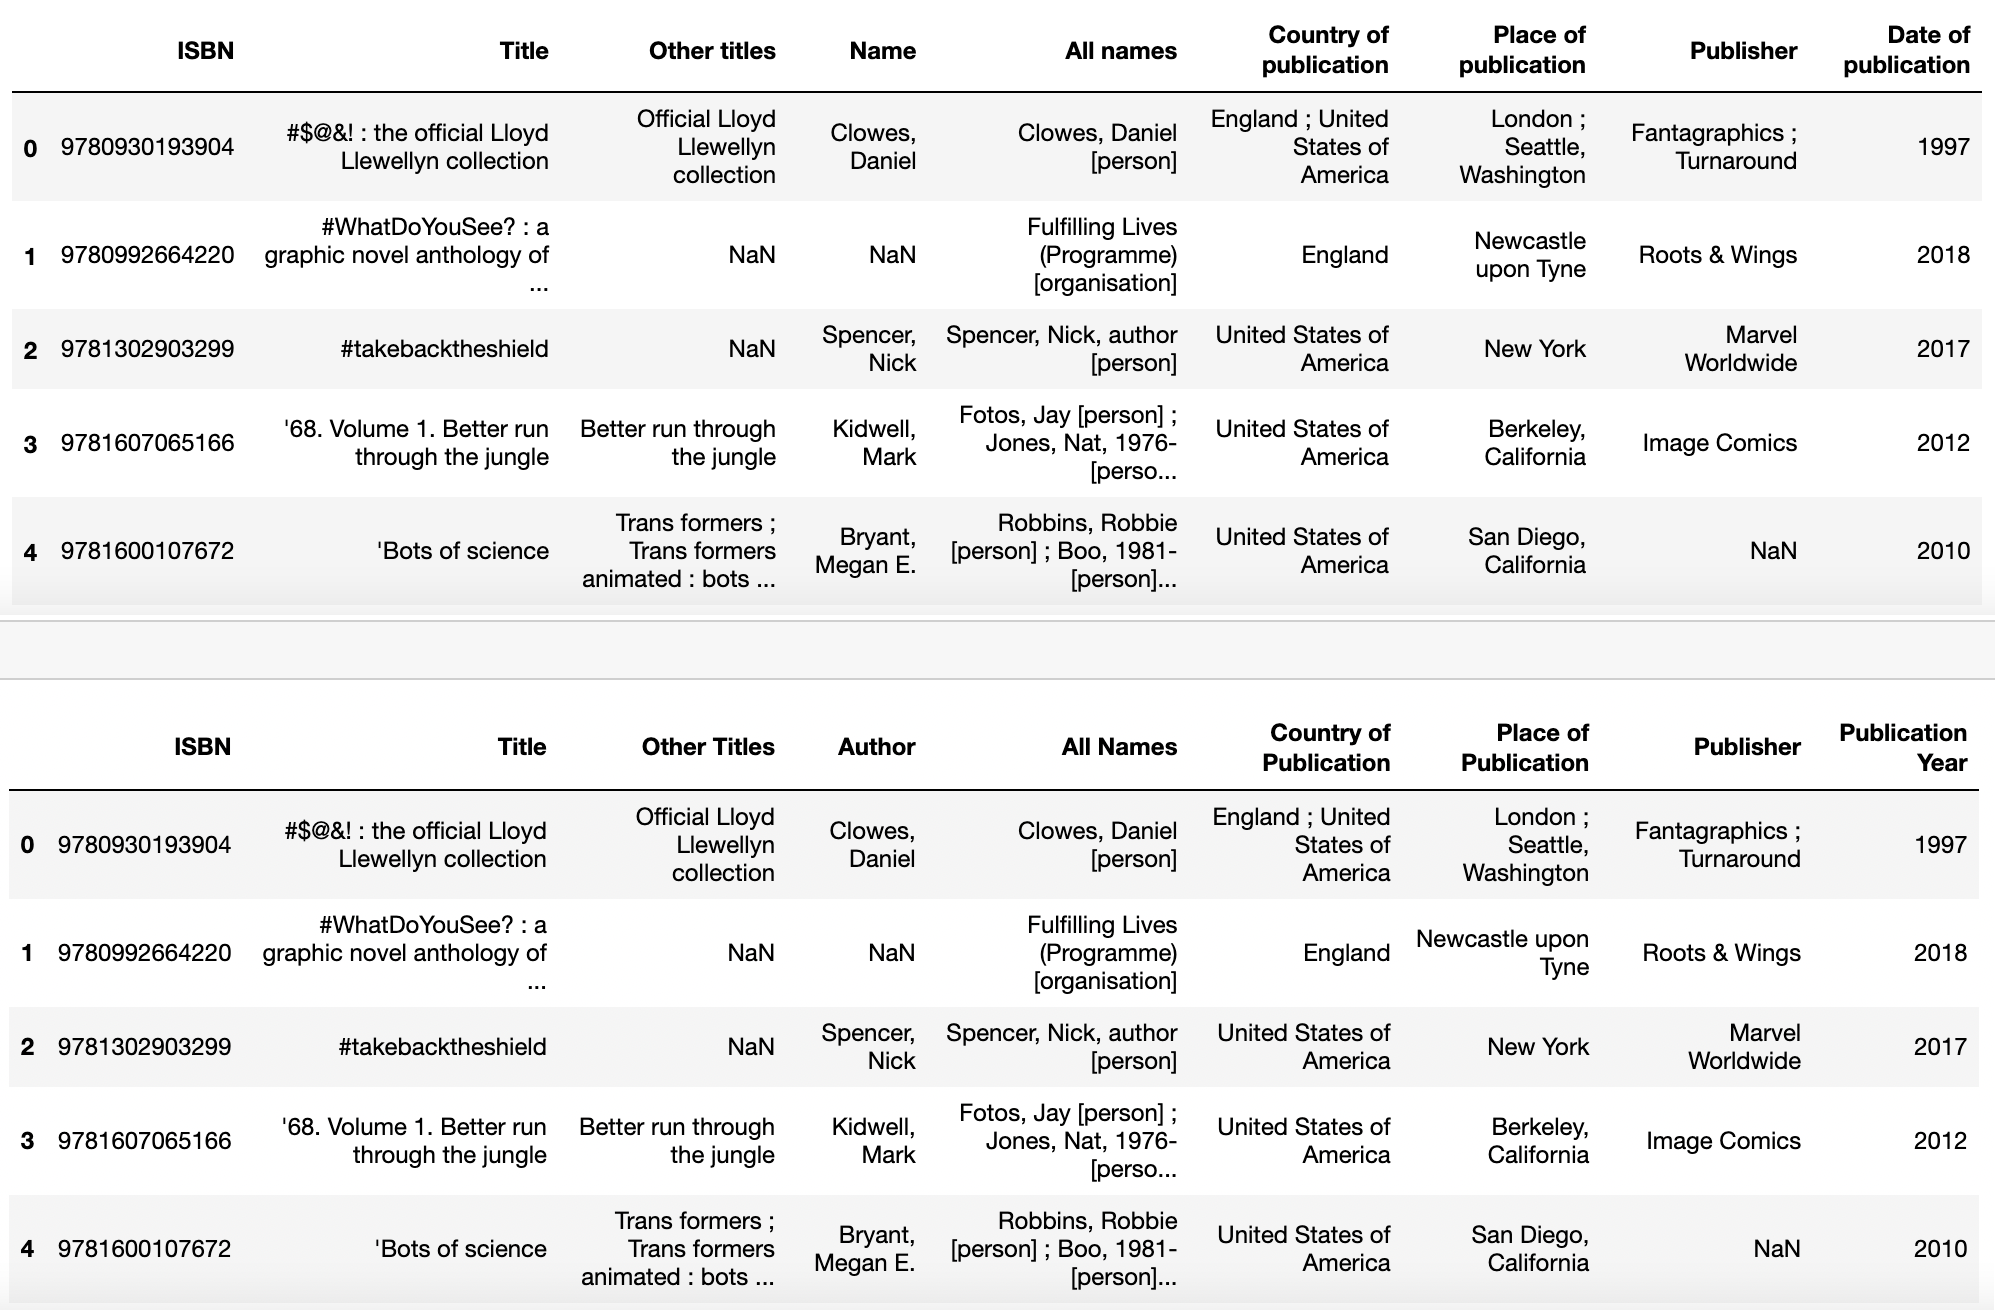 ISBN Title Other titles Name All names Country of publication Place of publication Publisher Date of publication
0 9780930193904 #$@&! : the official Lloyd Llewellyn collection Official Lloyd Llewellyn collection Clowes, Daniel Clowes, Daniel [person] England ; United States of America London ; Seattle, Washington Fantagraphics ; Turnaround 1997
1 9780992664220 #WhatDoYouSee? : a graphic novel anthology of ... NaN NaN Fulfilling Lives (Programme) [organisation] England Newcastle upon Tyne Roots & Wings 2018
2 9781302903299 #takebacktheshield NaN Spencer, Nick Spencer, Nick, author [person] United States of America New York Marvel Worldwide 2017
3 9781607065166 '68. Volume 1. Better run through the jungle Better run through the jungle Kidwell, Mark Fotos, Jay [person] ; Jones, Nat, 1976- [perso... United States of America Berkeley, California Image Comics 2012
4 9781600107672 'Bots of science Trans formers ; Trans formers animated : bots ... Bryant, Megan E. Robbins, Robbie [person] ; Boo, 1981- [person]... United States of America San Diego, California NaN 2010
ISBN Title Other Titles Author All Names Country of Publication Place of Publication Publisher Publication Year
0 9780930193904 #$@&! : the official Lloyd Llewellyn collection Official Lloyd Llewellyn collection Clowes, Daniel Clowes, Daniel [person] England ; United States of America London ; Seattle, Washington Fantagraphics ; Turnaround 1997
1 9780992664220 #WhatDoYouSee? : a graphic novel anthology of ... NaN NaN Fulfilling Lives (Programme) [organisation] England Newcastle upon Tyne Roots & Wings 2018
2 9781302903299 #takebacktheshield NaN Spencer, Nick Spencer, Nick, author [person] United States of America New York Marvel Worldwide 2017
3 9781607065166 '68. Volume 1. Better run through the jungle Better run through the jungle Kidwell, Mark Fotos, Jay [person] ; Jones, Nat, 1976- [perso... United States of America Berkeley, California Image Comics 2012
4 9781600107672 'Bots of science Trans formers ; Trans formers animated : bots ... Bryant, Megan E. Robbins, Robbie [person] ; Boo, 1981- [person]... United States of America San Diego, California NaN 2010